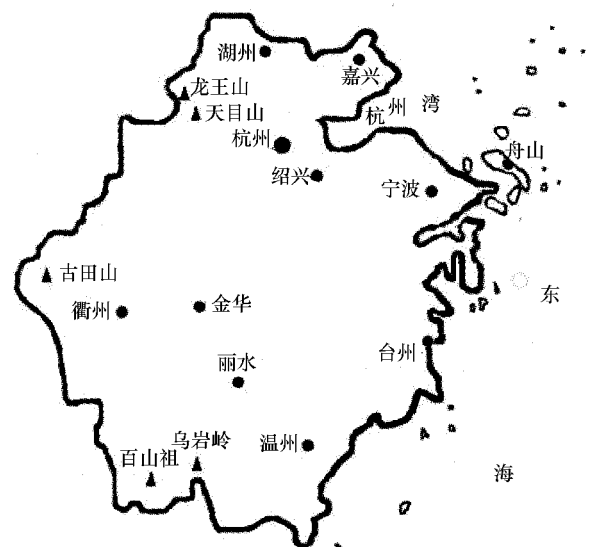 湖州
嘉兴
龙王山
天目山
杭州湾
杭州
舟山
绍兴
宁波
古田山
衢州
金华
东
台州
丽水
乌岩岭
温州
百山祖
海